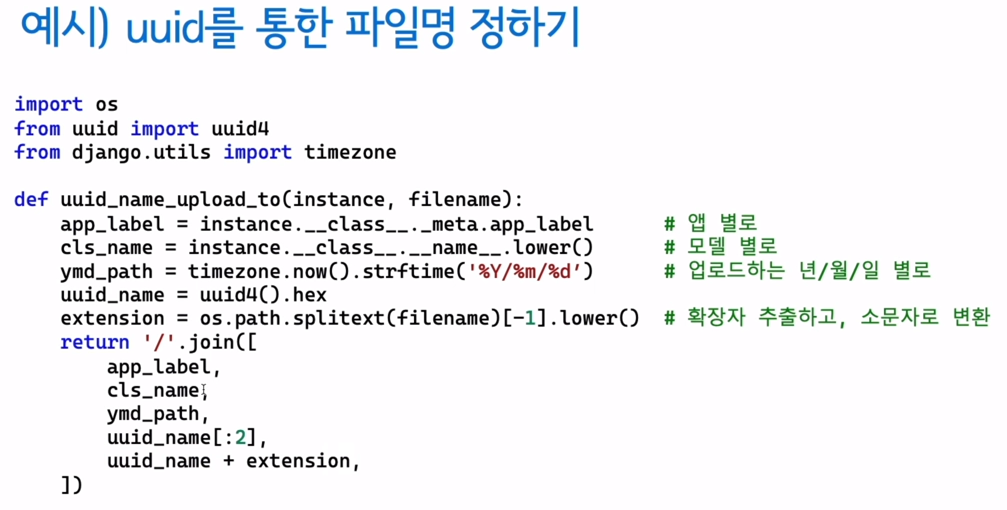 예시) uuid를 통한 파일명 정하기
import os
from uuid import uuid4
from django.utils import timezone
def uuid_name_upload_to(instance, filename):
    app_label = instance.__class__._meta.app_label # 앱 별로
    cls_name = instance.__class__.__name__.lower() # 모델 별로
    ymd_path = timezone.now().strftime('%Y/%m/%d') # 업로드하는 년/월/일 별로
    uuid_name = uuid4().hex
    extension = os.path.splitext(filename)[-1].lower() # 확장자 추출하고, 소문자로 변환
    return '/'.join([
        app_label,
        cls_name,
        ymd_path,
        uuid_name[:2],
        uuid_name + extension,
    ])